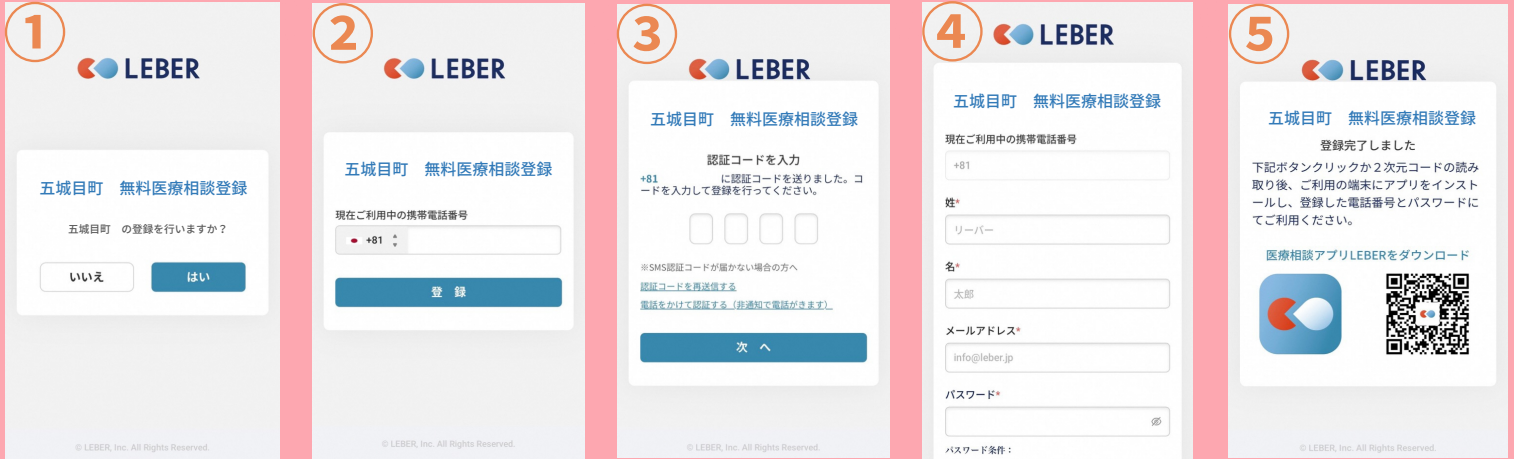 1
LEBER
五城目町　無料医療相談登録
五城目町　の登録を行いますか？
いいえ
はい
© LEBER, Inc. All Rights Reserved.
2
LEBER
五城目町　無料医療相談登録
現在ご利用中の携帯電話番号
+81
登　録
© LEBER, Inc. All Rights Reserved.
3
LEBER
五城目町　無料医療相談登録
認証コードを入力
+81　　　　　　に認証コードを送りました。コ
ードを入力して登録を行ってください。
※SMS認証コードが届かない場合の方へ
認証コードを再送信する
電話をかけて認証する（非通知で電話がきます）
次　へ
© LEBER, Inc. All Rights Reserved.
4
LEBER
五城目町　無料医療相談登録
現在ご利用中の携帯電話番号
+81
姓*
リーバー
名*
太郎
メールアドレス*
info@leber.jp
パスワード*
パスワード条件：
5
LEBER
五城目町　無料医療相談登録
登録完了しました
下記ボタンクリックか２次元コードの読み
取り後、ご利用の端末にアプリをインスト
ールし、登録した電話番号とパスワードに
てご利用ください。
医療相談アプリLEBERをダウンロード
© LEBER, Inc. All Rights Reserved.